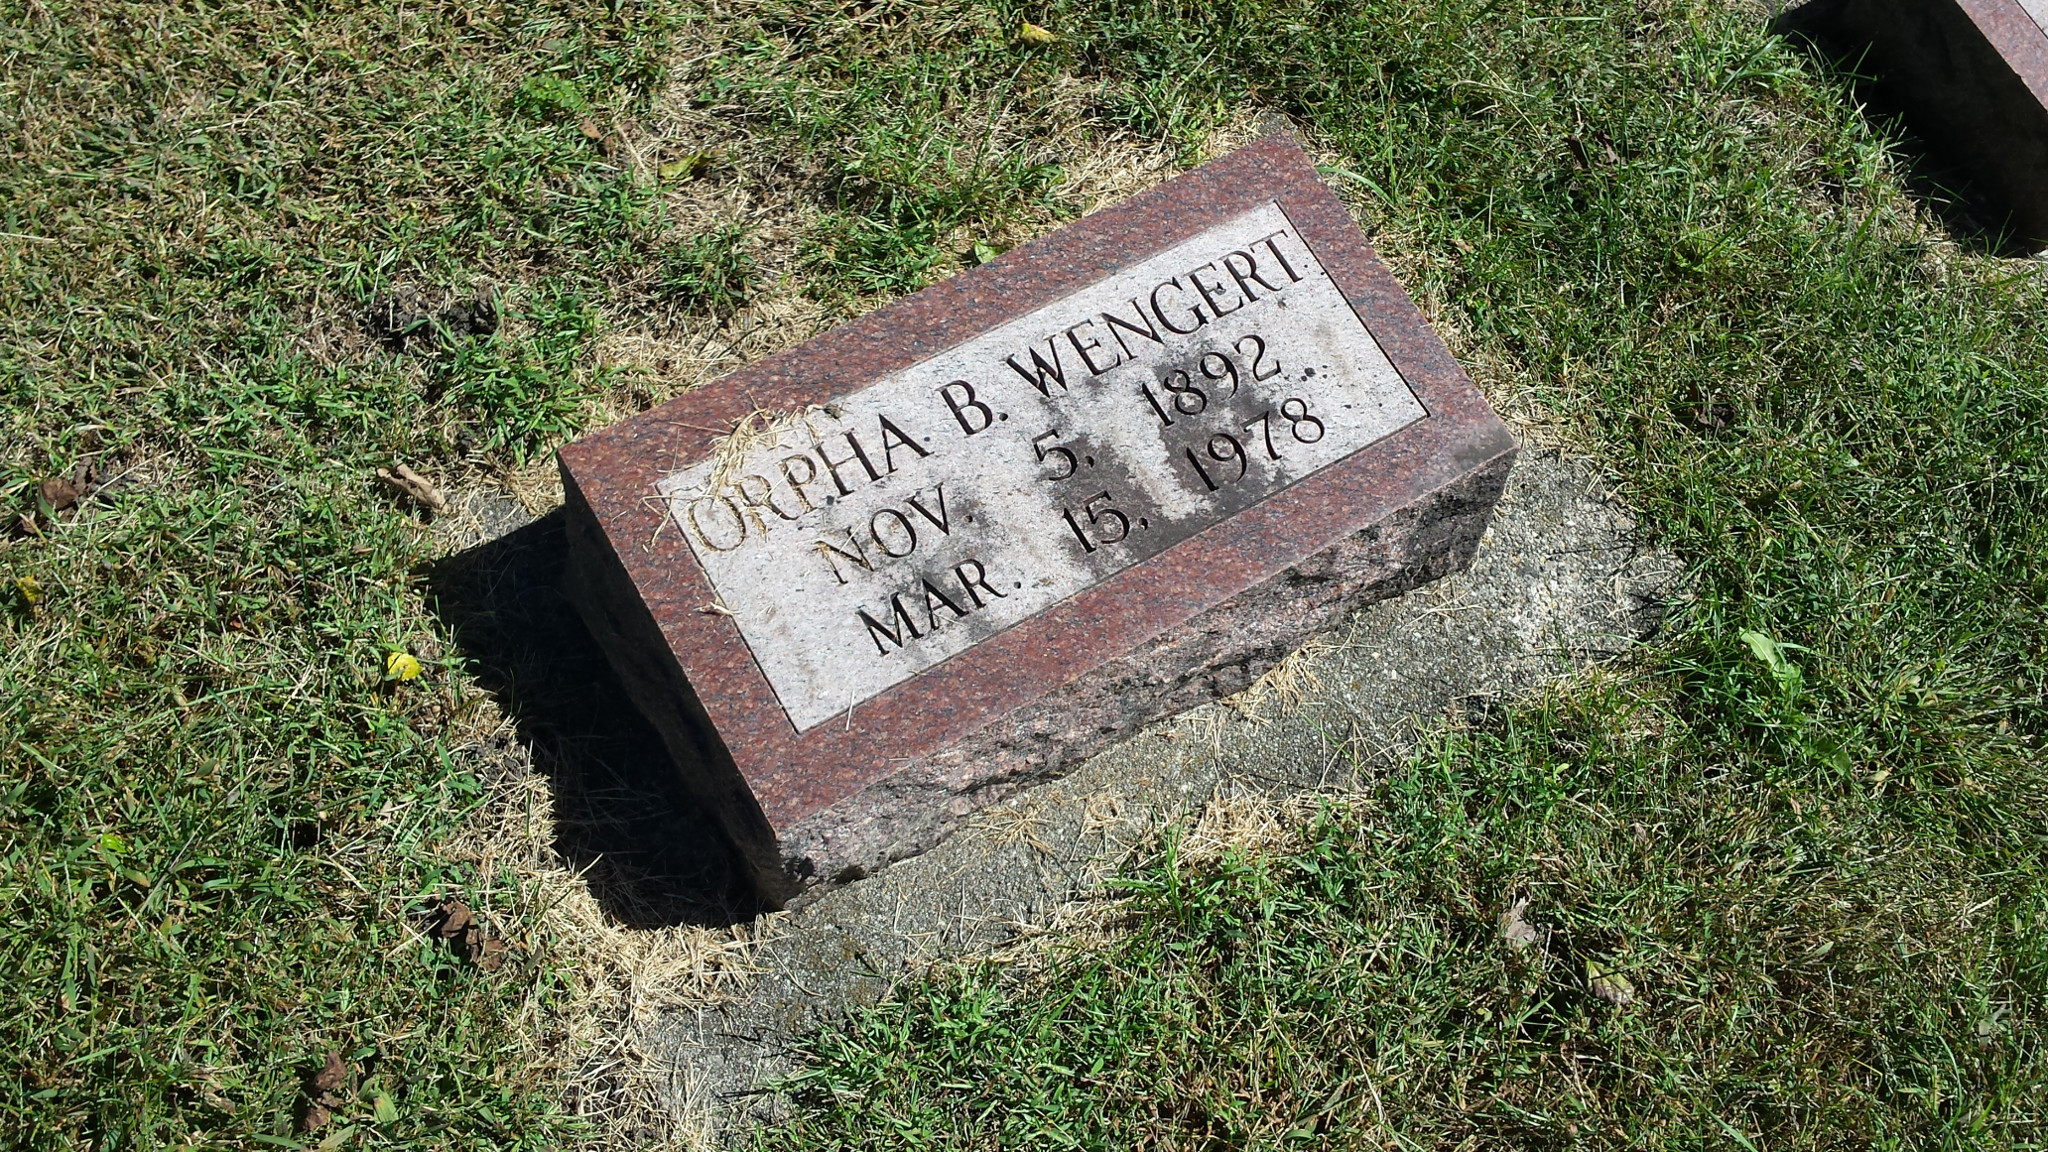 ORPHA B. WENGERT
NOV. 5, 1892
MAR. 15, 1978